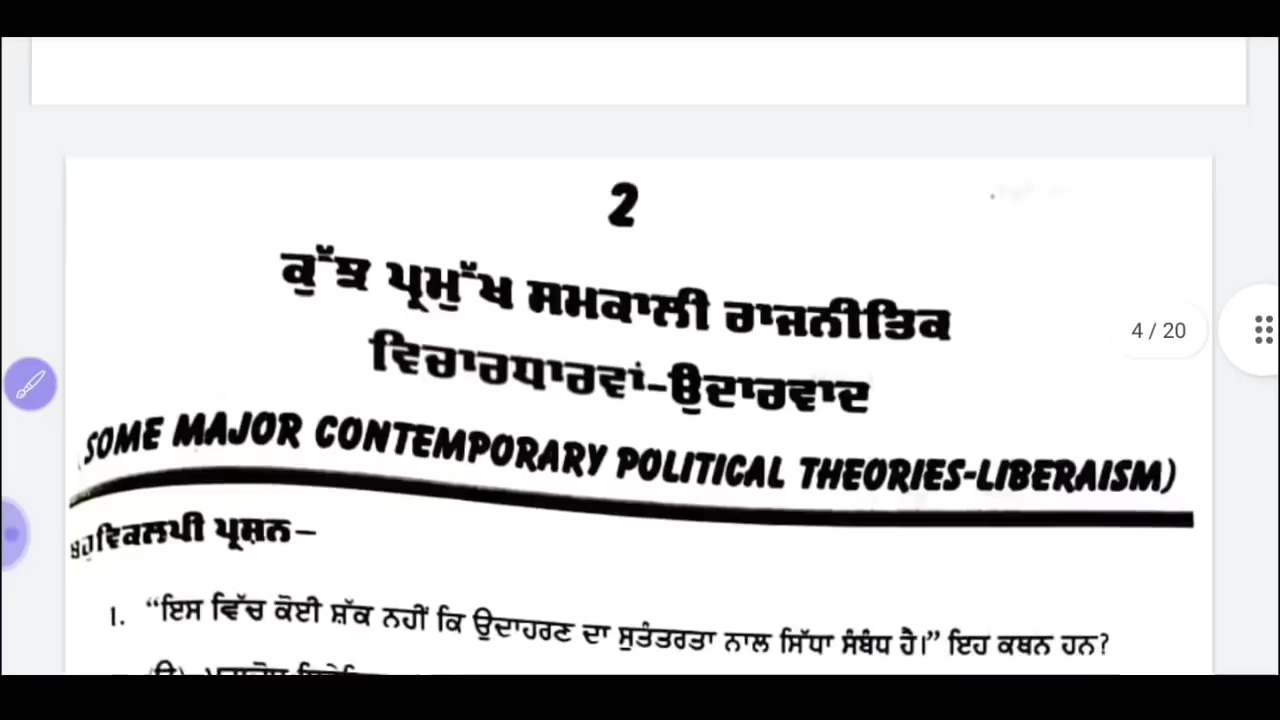 2
ਕੁੱਝ ਪ੍ਰਮੁੱਖ ਸਮਕਾਲੀ ਰਾਜਨੀਤਿਕ
ਵਿਚਾਰਧਾਰਵਾਂ-ਉਦਾਰਵਾਦ
SOME MAJOR CONTEMPORARY POLITICAL THEORIES-LIBERAISM)
4 / 20
ਬਹੁਵਿਕਲਪੀ ਪ੍ਰਸ਼ਨ—
1. “ਇਸ ਵਿੱਚ ਕੋਈ ਸ਼ੱਕ ਨਹੀਂ ਕਿ ਉਦਾਹਰਣ ਦਾ ਸੁਤੰਤਰਤਾ ਨਾਲ ਸਿੱਧਾ ਸੰਬੰਧ ਹੈ।” ਇਹ ਕਥਨ ਹਨ?